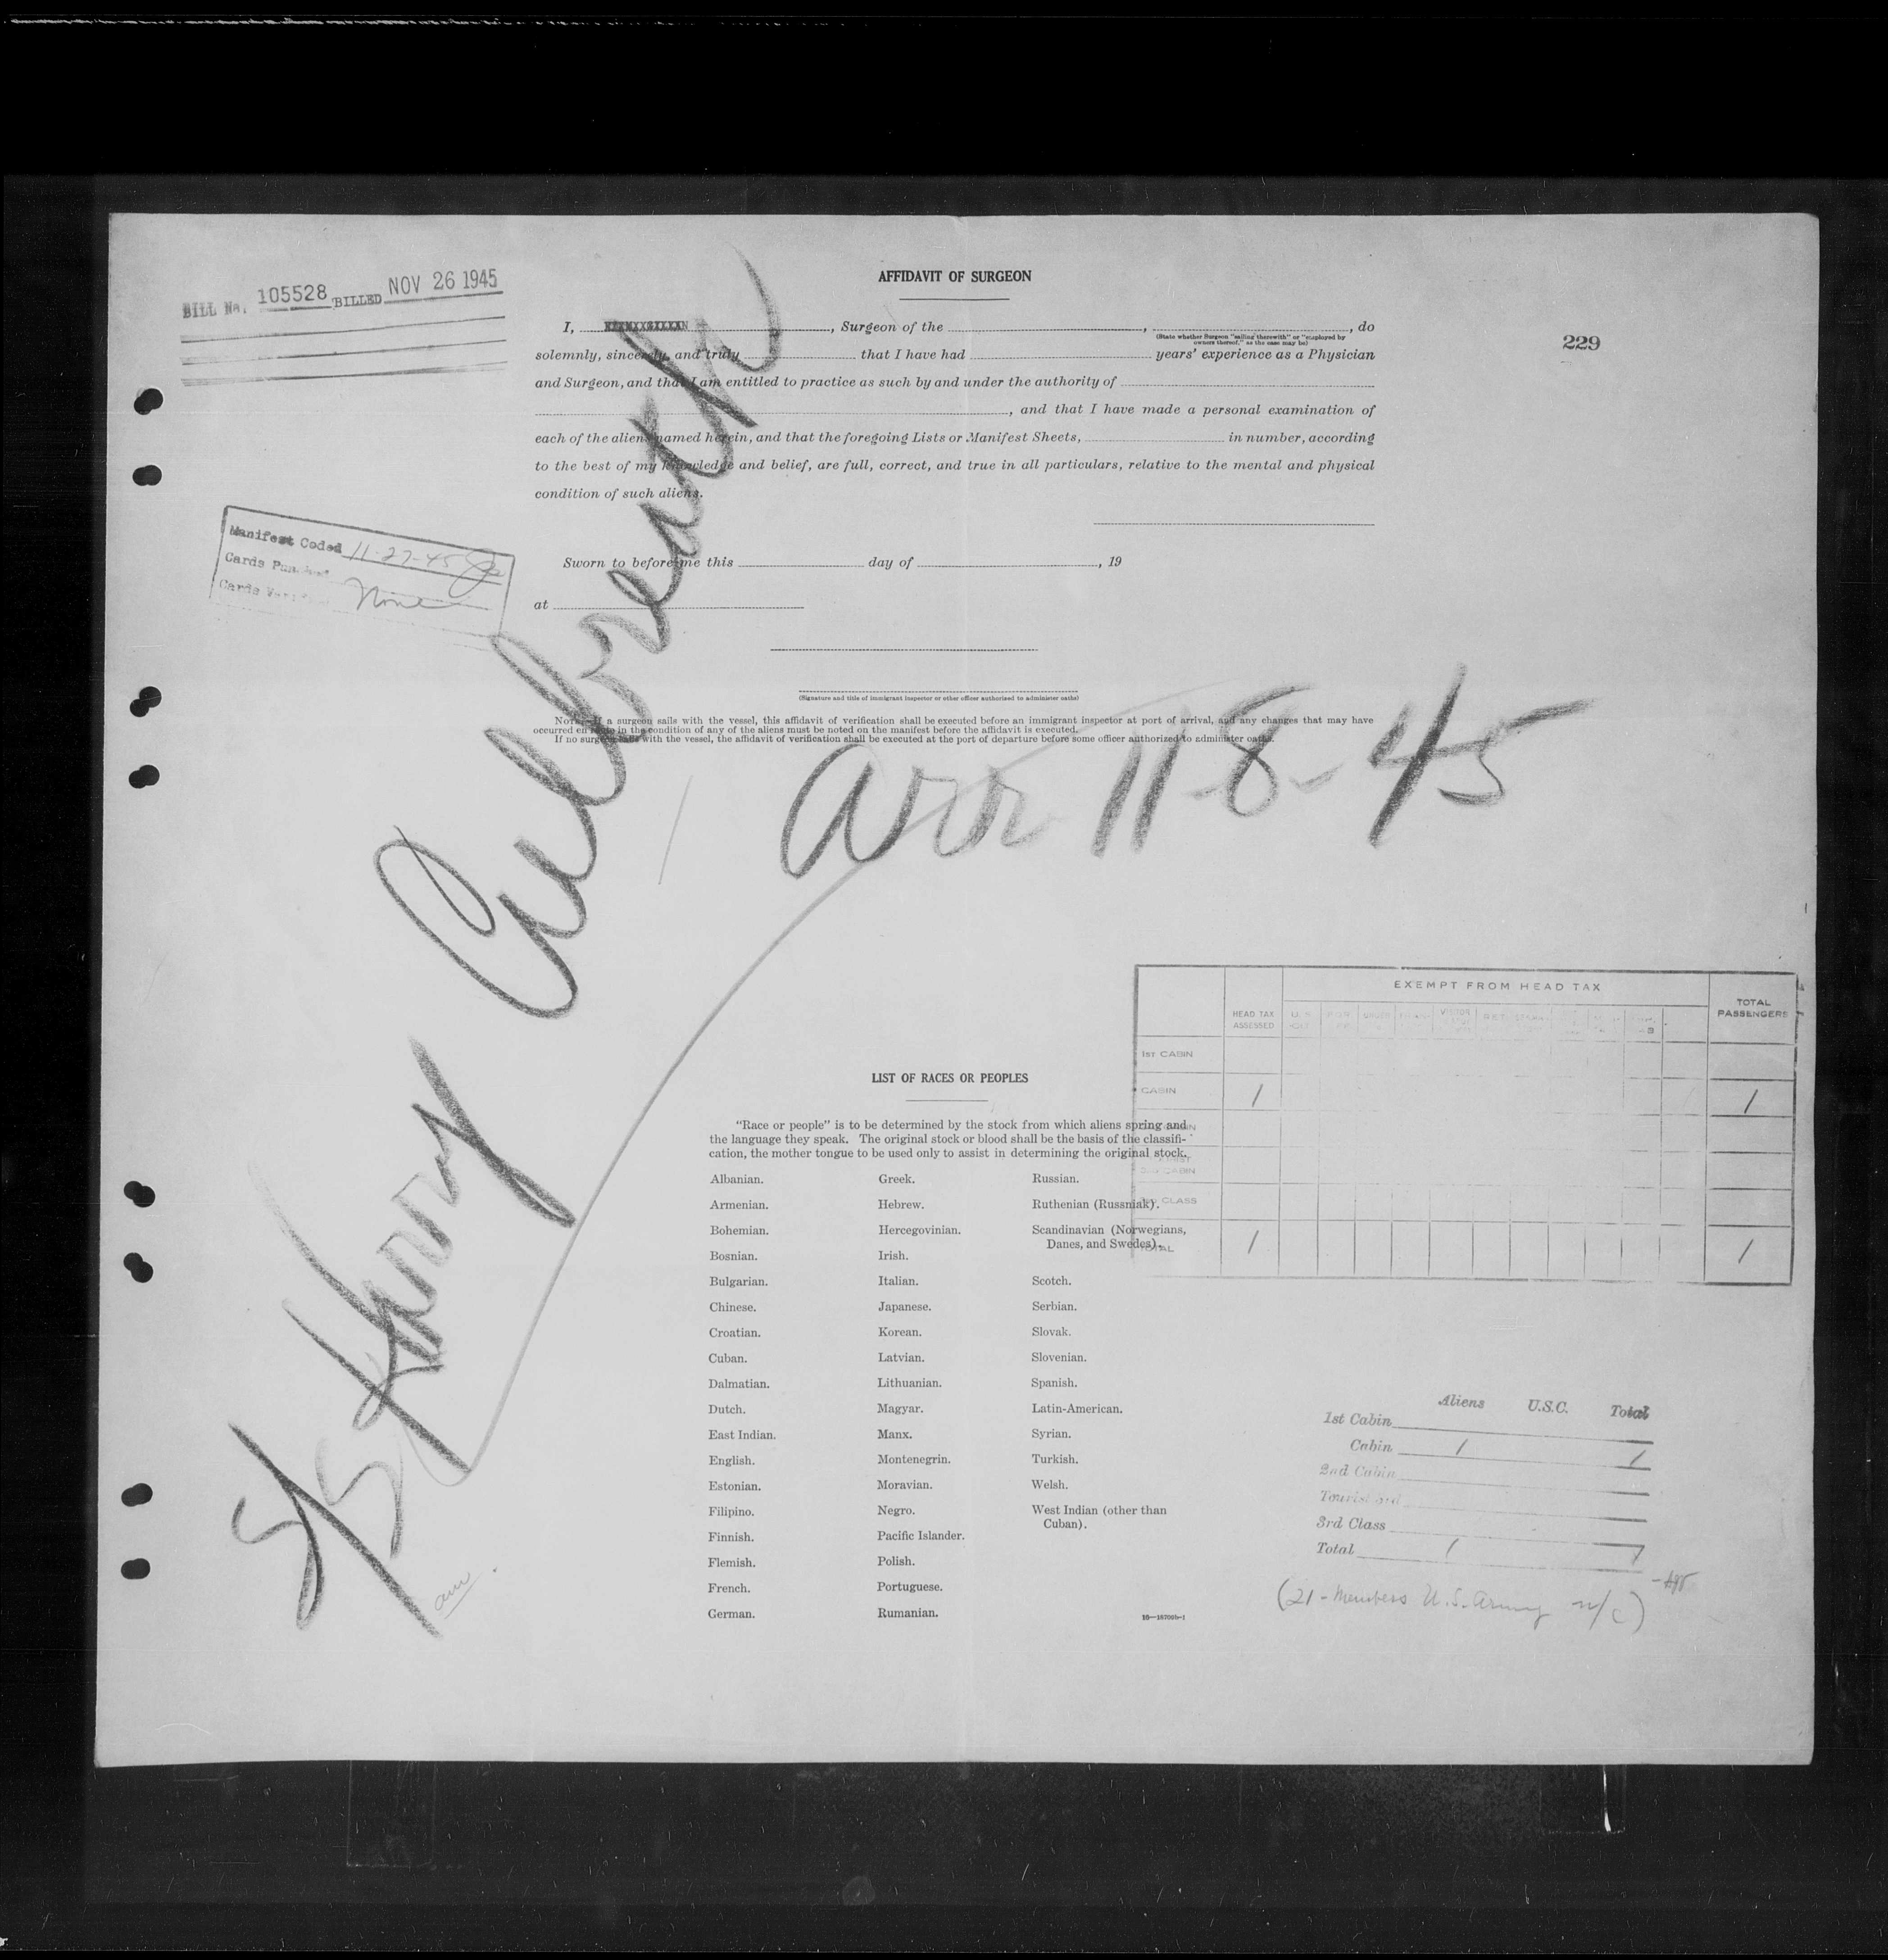 BILL No. 105528 BILLED NOV 26 1945
AFFIDAVIT OF SURGEON
229
I, , Surgeon of the , , do
(State whether Surgeon "sailing therewith" or "employed by
owners thereof," as the case may be)
solemnly, sincerely, and truly that I have had years' experience as a Physician
and Surgeon, and that I am entitled to practice as such by and under the authority of
, and that I have made a personal examination of
each of the aliens named herein, and that the foregoing Lists or Manifest Sheets, in number, according
to the best of my knowledge and belief, are full, correct, and true in all particulars, relative to the mental and physical
condition of such aliens.
Manifest Coded 11-27-45
Cards Punched
Cards Verified None
Sworn to before me this day of , 19
at
(Signature and title of immigrant inspector or other officer authorized to administer oaths)
NOTE.—If a surgeon sails with the vessel, this affidavit of verification shall be executed before an immigrant inspector at port of arrival, and any changes that may have
occurred en route in the condition of any of the aliens must be noted on the manifest before the affidavit is executed.
If no surgeon sails with the vessel, the affidavit of verification shall be executed at the port of departure before some officer authorized to administer oaths.
S/S Henry Culbreath
arr 11-8-45
EXEMPT FROM HEAD TAX
HEAD TAX
ASSESSED
TOTAL
PASSENGERS
1ST CABIN
CABIN 1 1
3RD CLASS
TOTAL 1 1
LIST OF RACES OR PEOPLES
"Race or people" is to be determined by the stock from which aliens spring and
the language they speak. The original stock or blood shall be the basis of the classifi-
cation, the mother tongue to be used only to assist in determining the original stock.
Albanian. Greek. Russian.
Armenian. Hebrew. Ruthenian (Russniak).
Bohemian. Hercegovinian. Scandinavian (Norwegians,
Danes, and Swedes).
Bosnian. Irish.
Bulgarian. Italian. Scotch.
Chinese. Japanese. Serbian.
Croatian. Korean. Slovak.
Cuban. Latvian. Slovenian.
Dalmatian. Lithuanian. Spanish.
Dutch. Magyar. Latin-American.
East Indian. Manx. Syrian.
English. Montenegrin. Turkish.
Estonian. Moravian. Welsh.
Filipino. Negro. West Indian (other than
Cuban).
Finnish. Pacific Islander.
Flemish. Polish.
French. Portuguese.
German. Rumanian.
Aliens U.S.C. Total
1st Cabin
Cabin 1 1
2nd Cabin
Tourist 3rd
3rd Class
Total 1 1
(21 - Members U.S. Army n/c)
am